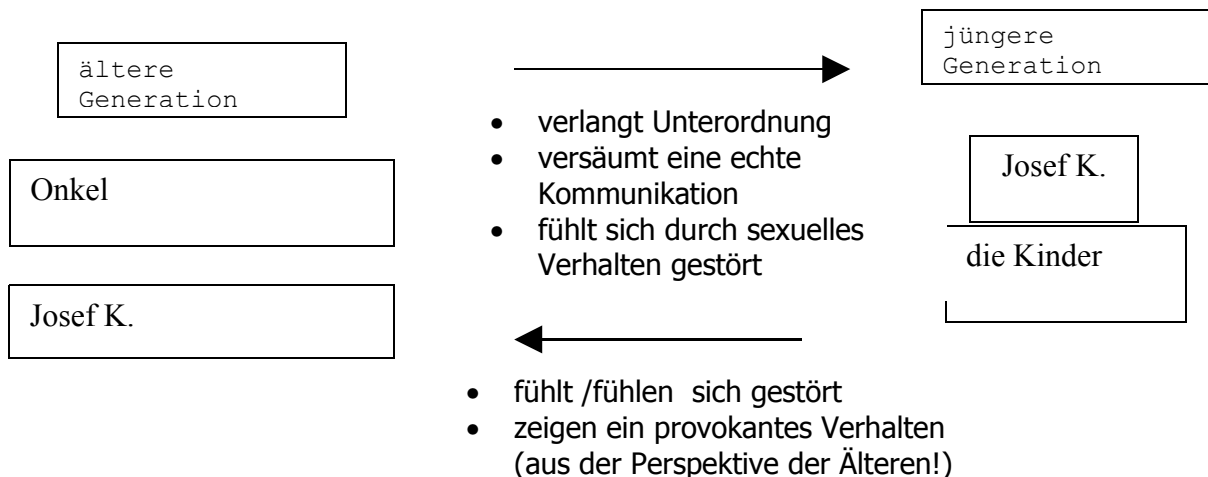 ältere
Generation
Onkel
Josef K.
• verlangt Unterordnung
• versäumt eine echte
Kommunikation
• fühlt sich durch sexuelles
Verhalten gestört
• fühlt /fühlen sich gestört
• zeigen ein provokantes Verhalten
(aus der Perspektive der Älteren!)
jüngere
Generation
Josef K.
die Kinder